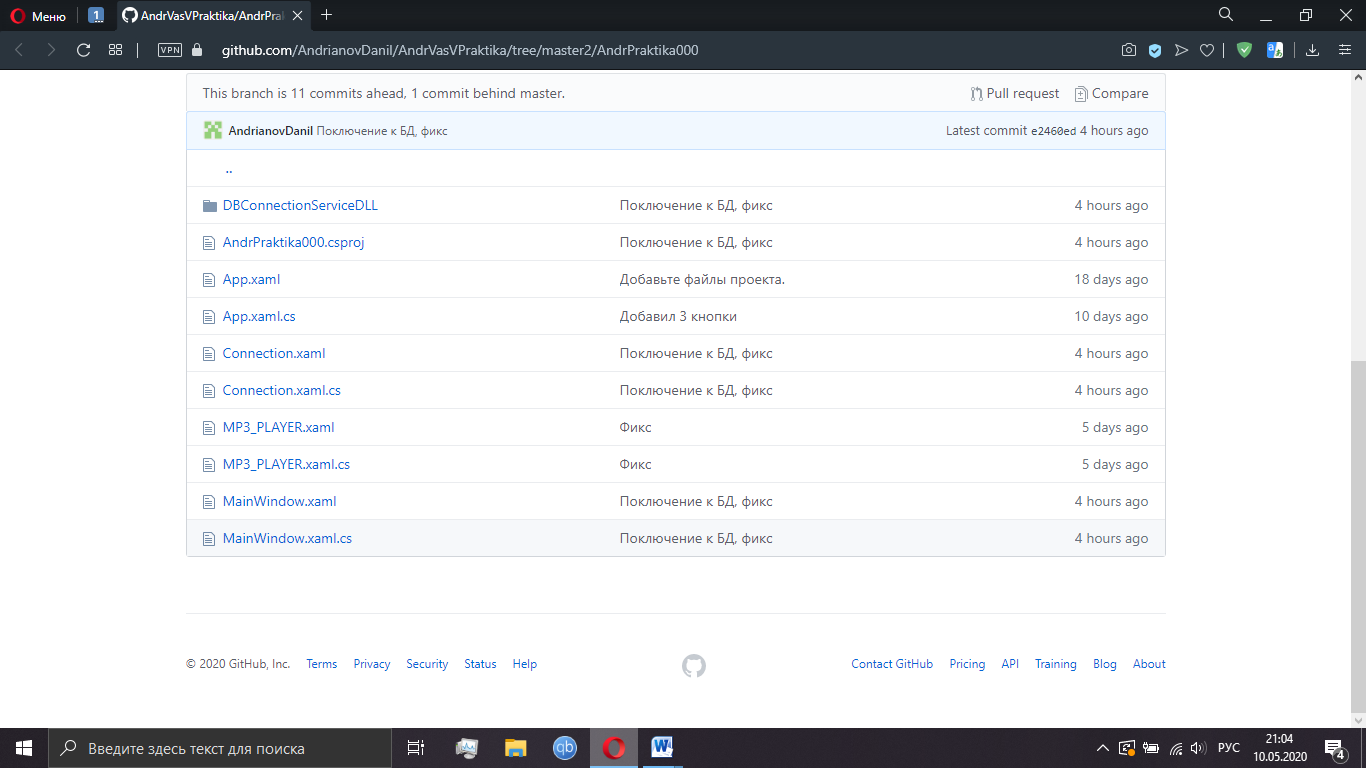 Меню
1
AndrVasVPraktika/AndrPrak
VPN
github.com/AndrianovDanil/AndrVasVPraktika/tree/master2/AndrPraktika000
This branch is 11 commits ahead, 1 commit behind master.
Pull request
Compare
AndrianovDanil Поключение к БД, фикс
Latest commit e2460ed 4 hours ago
..
DBConnectionServiceDLL Поключение к БД, фикс 4 hours ago
AndrPraktika000.csproj Поключение к БД, фикс 4 hours ago
App.xaml Добавьте файлы проекта. 18 days ago
App.xaml.cs Добавил 3 кнопки 10 days ago
Connection.xaml Поключение к БД, фикс 4 hours ago
Connection.xaml.cs Поключение к БД, фикс 4 hours ago
MP3_PLAYER.xaml Фикс 5 days ago
MP3_PLAYER.xaml.cs Фикс 5 days ago
MainWindow.xaml Поключение к БД, фикс 4 hours ago
MainWindow.xaml.cs Поключение к БД, фикс 4 hours ago
© 2020 GitHub, Inc. Terms Privacy Security Status Help
Contact GitHub Pricing API Training Blog About
Введите здесь текст для поиска
qb
W
РУС
21:04
10.05.2020
4